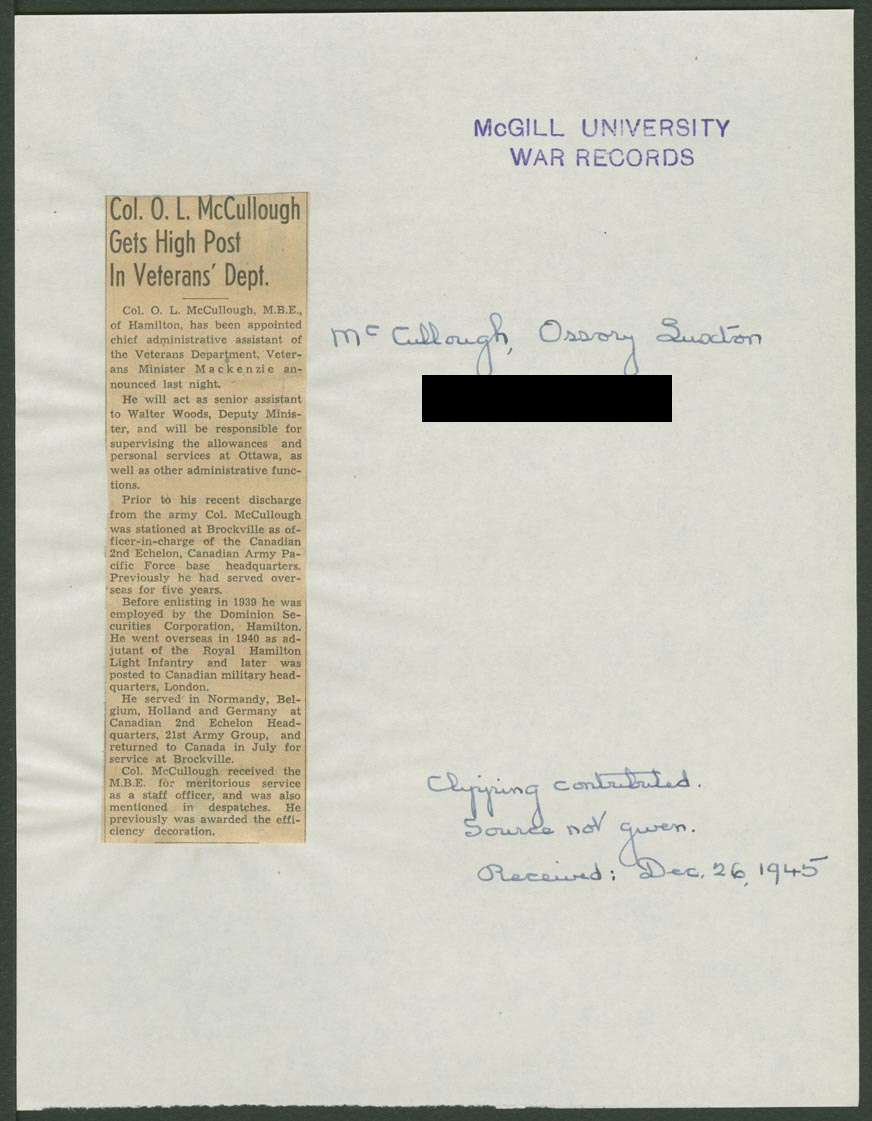 McGILL UNIVERSITY
WAR RECORDS
Col. O. L. McCullough
Gets High Post
In Veterans' Dept.
Col. O. L. McCullough, M.B.E.,
of Hamilton, has been appointed
chief administrative assistant of
the Veterans Department, Veter-
ans Minister Mackenzie an-
nounced last night.
He will act as senior assistant
to Walter Woods, Deputy Minis-
ter, and will be responsible for
supervising the allowances and
personal services at Ottawa, as
well as other administrative func-
tions.
Prior to his recent discharge
from the army Col. McCullough
was stationed at Brockville as of-
ficer-in-charge of the Canadian
2nd Echelon, Canadian Army Pa-
cific Force base headquarters.
Previously he had served over-
seas for five years.
Before enlisting in 1939 he was
employed by the Dominion Se-
curities Corporation, Hamilton.
He went overseas in 1940 as ad-
jutant of the Royal Hamilton
Light Infantry and later was
posted to Canadian military head-
quarters, London.
He served in Normandy, Bel-
gium, Holland and Germany at
Canadian 2nd Echelon Head-
quarters, 21st Army Group, and
returned to Canada in July for
service at Brockville.
Col. McCullough received the
M.B.E. for meritorious service
as a staff officer, and was also
mentioned in despatches. He
previously was awarded the effi-
ciency decoration.
McCullough, Ossory Luxton
Clipping contributed.
Source not given.
Received: Dec. 26, 1945